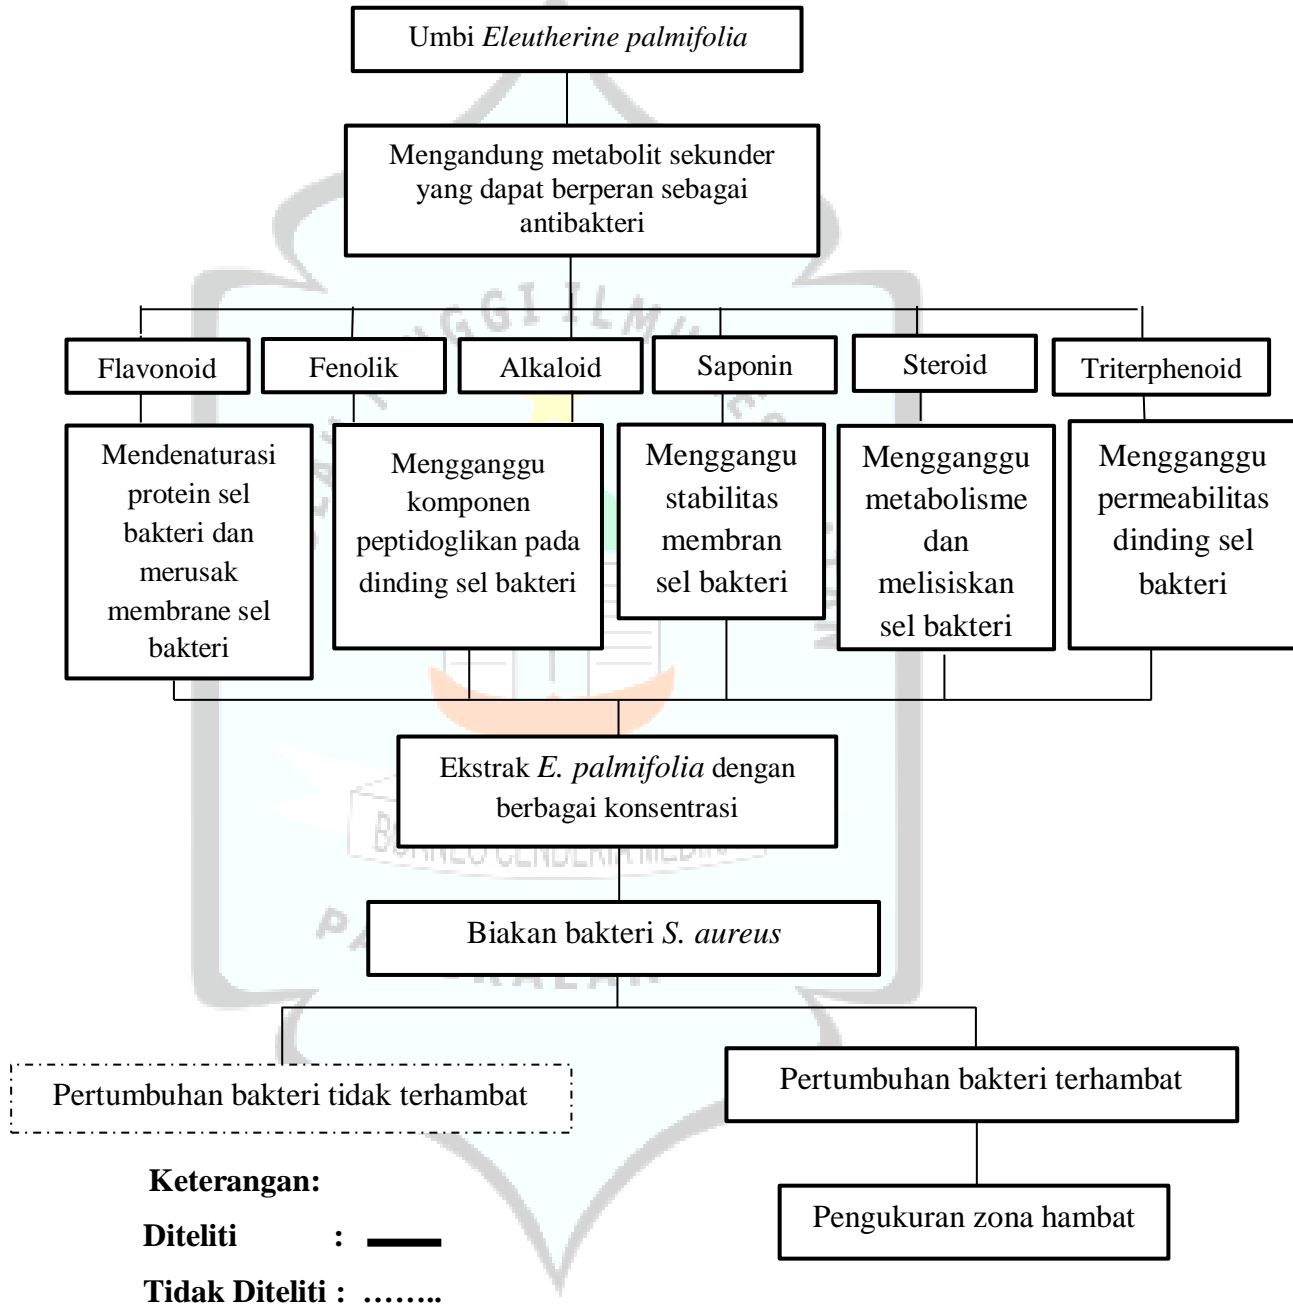 Umbi Eleutherine palmifolia
Mengandung metabolit sekunder
yang dapat berperan sebagai
antibakteri
Flavonoid
Fenolik
Alkaloid
Saponin
Steroid
Triterphenoid
Mendenaturasi
protein sel
bakteri dan
merusak
membrane sel
bakteri
Mengganggu
komponen
peptidoglikan pada
dinding sel bakteri
Menggangu
stabilitas
membran
sel bakteri
Mengganggu
metabolisme
dan
melisiskan
sel bakteri
Mengganggu
permeabilitas
dinding sel
bakteri
Ekstrak E. palmifolia dengan
berbagai konsentrasi
Biakan bakteri S. aureus
Pertumbuhan bakteri tidak terhambat
Pertumbuhan bakteri terhambat
Pengukuran zona hambat
Keterangan:
Diteliti :
Tidak Diteliti : ........